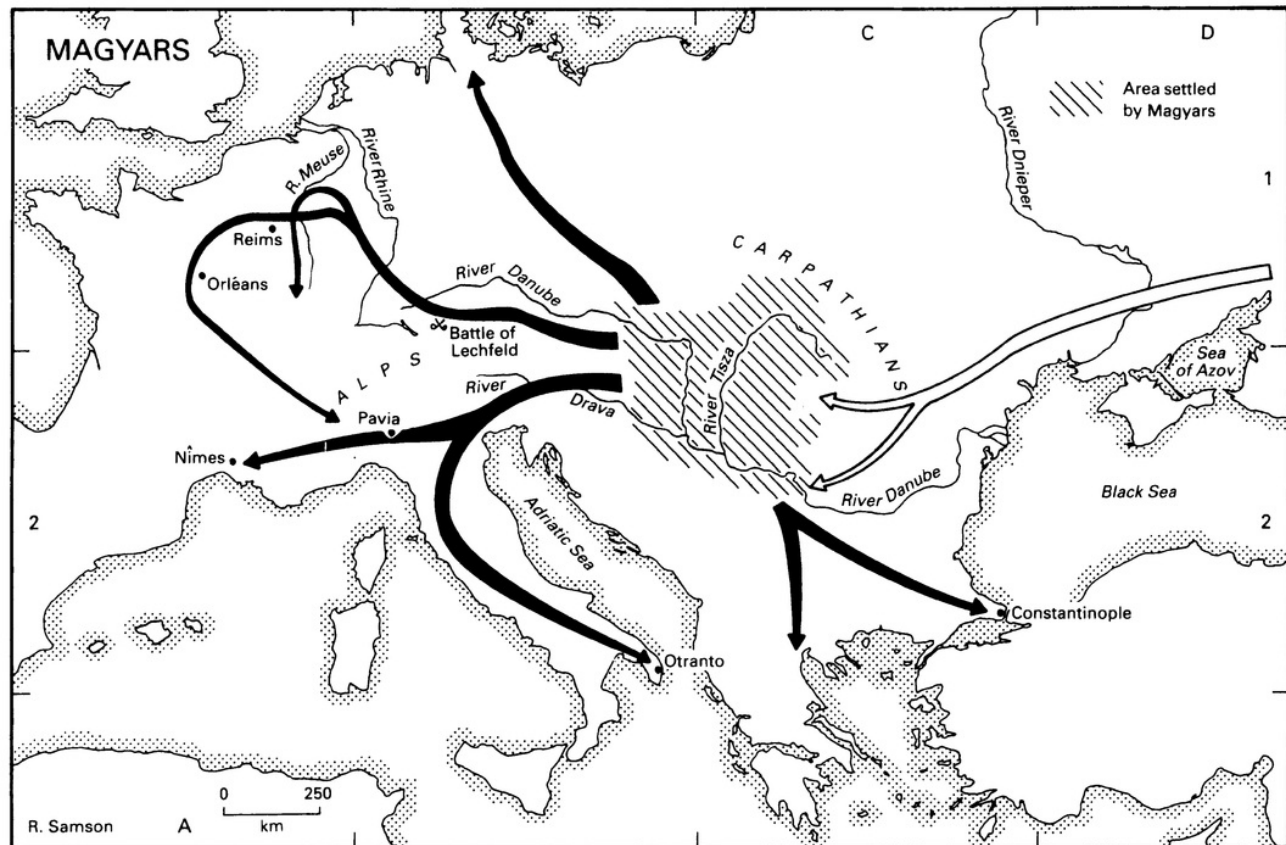 MAGYARS
C
D
Area settled
by Magyars
River Dnieper
1
R. Meuse
River Rhine
Reims
Orléans
River Danube
CARPATHIANS
Battle of
Lechfeld
ALPS
River Tisza
Sea
of Azov
River Drava
Pavia
Nîmes
River Danube
Black Sea
2
Adriatic Sea
2
Constantinople
Otranto
0 250
km
R. Samson
A